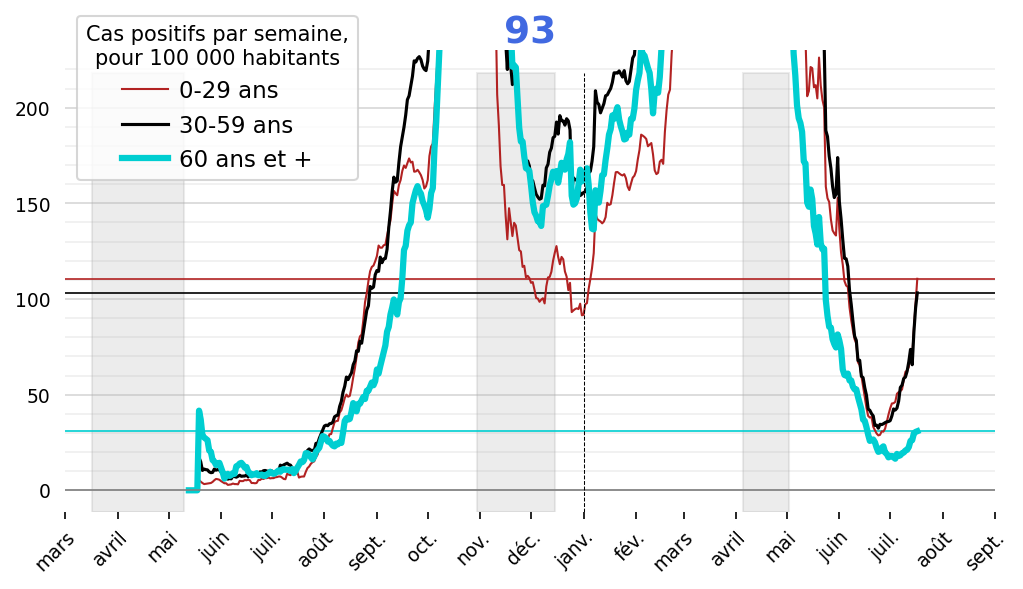 93
Cas positifs par semaine,
pour 100 000 habitants
0-29 ans
30-59 ans
60 ans et +
200
150
100
50
0
mars avril mai juin juil. août sept. oct. nov. déc. janv. fév. mars avril mai juin juil. août sept.